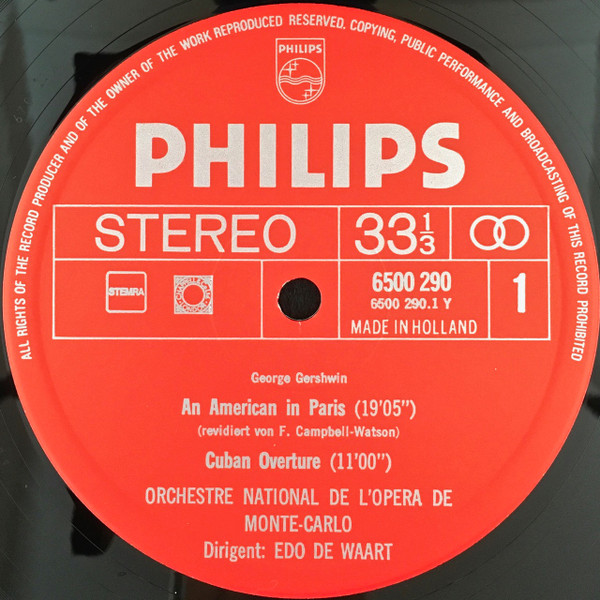 ALL RIGHTS OF THE RECORD PRODUCER AND OF THE OWNER OF THE WORK REPRODUCED RESERVED. COPYING, PUBLIC PERFORMANCE AND BROADCASTING OF THIS RECORD PROHIBITED
PHILIPS
PHILIPS
STEREO
33 1/3
STEMRA
6500 290
6500 290.1 Y
1
MADE IN HOLLAND
George Gershwin
An American in Paris (19'05")
(revidiert von F. Campbell-Watson)
Cuban Overture (11'00")
ORCHESTRE NATIONAL DE L'OPERA DE
MONTE-CARLO
Dirigent: EDO DE WAART